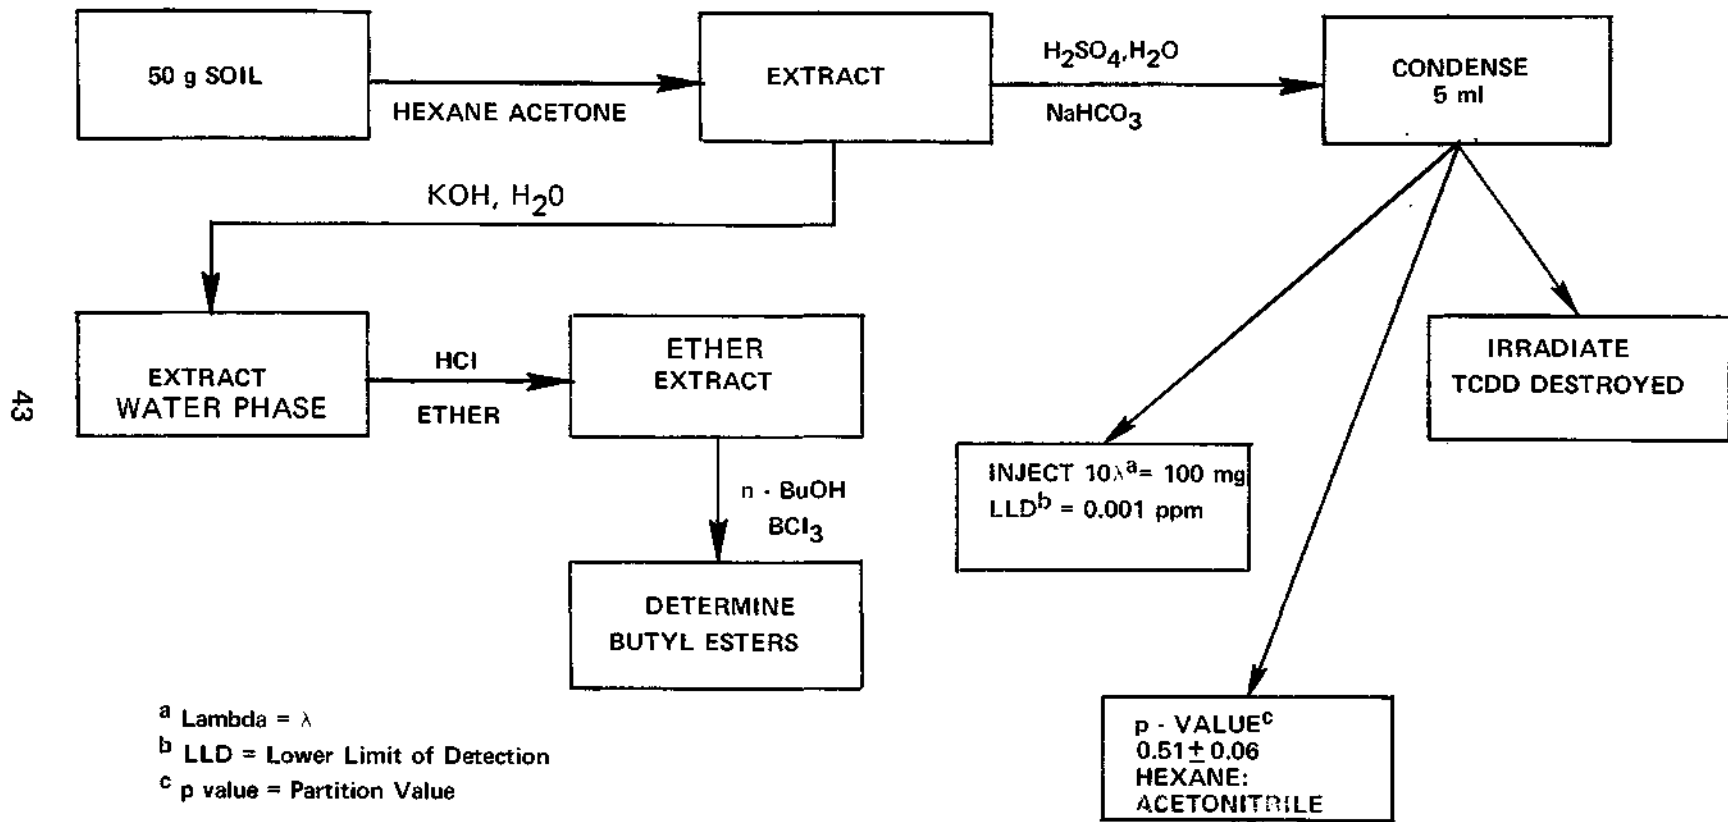 50 g SOIL
HEXANE ACETONE
EXTRACT
H2SO4,H2O
NaHCO3
CONDENSE
5 ml
KOH, H20
EXTRACT
WATER PHASE
HCl
ETHER
ETHER
EXTRACT
n - BuOH
BCl3
DETERMINE
BUTYL ESTERS
INJECT 10λa= 100 mg
LLDb = 0.001 ppm
IRRADIATE
TCDD DESTROYED
p - VALUEc
0.51 ± 0.06
HEXANE:
ACETONITRILE
a Lambda = λ
b LLD = Lower Limit of Detection
c p value = Partition Value
43